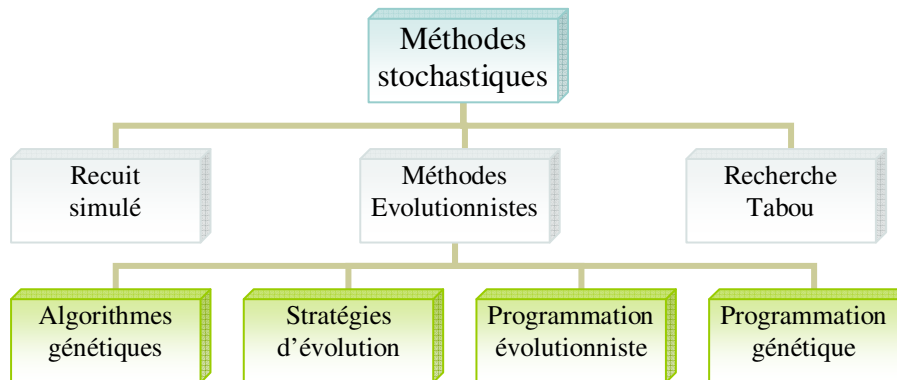 Méthodes
stochastiques
Recuit
simulé
Méthodes
Evolutionnistes
Recherche
Tabou
Algorithmes
génétiques
Stratégies
d’évolution
Programmation
évolutionniste
Programmation
génétique